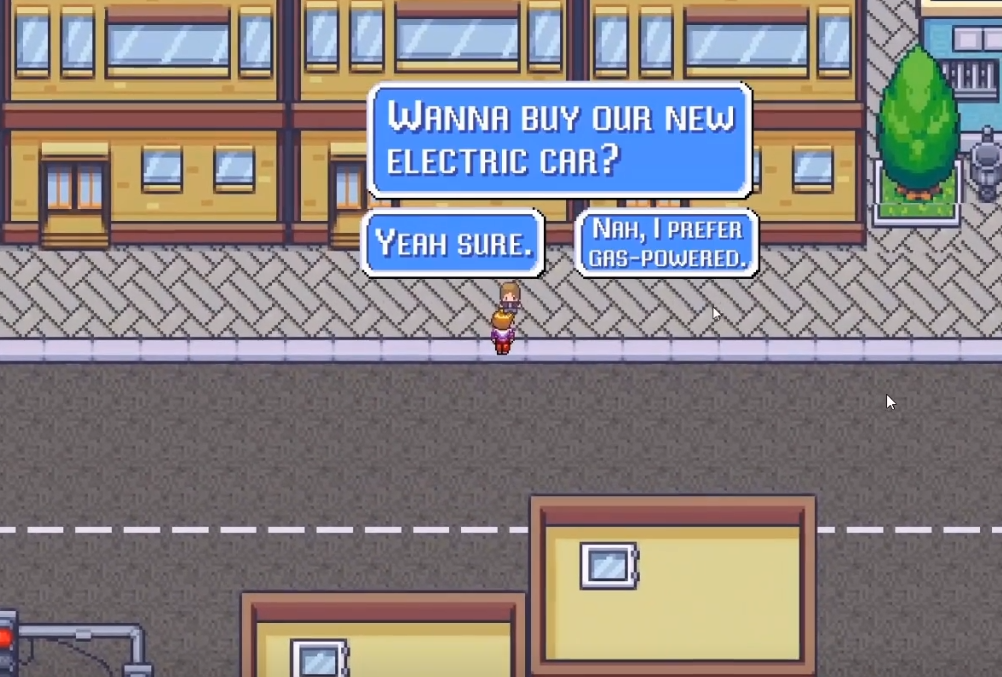 Wanna buy our new
electric car?
Yeah sure.
Nah, I prefer
gas-powered.